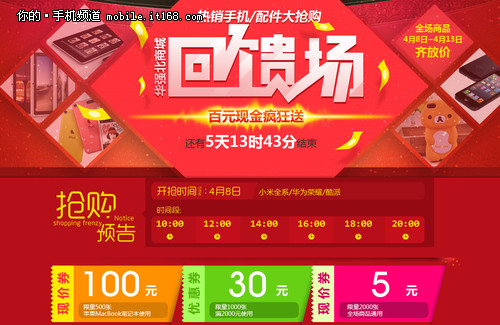 你的·手机频道 mobile.it168.com
热销手机/配件大抢购
华强北商城
回馈场
全场商品
4月8日~4月13日
齐放价
百元现金疯狂送
还有5天13时43分结束
抢购
shopping frenzy
Notice
预告
开抢时间:4月8日 小米全系/华为荣耀/酷派
时间段:
10:00 12:00 14:00 16:00 18:00 20:00
现价券
100元
限量500张
苹果MacBook笔记本使用
优惠券
30元
限量1000张
满2000元使用
现价券
5元
限量2000张
全场商品通用